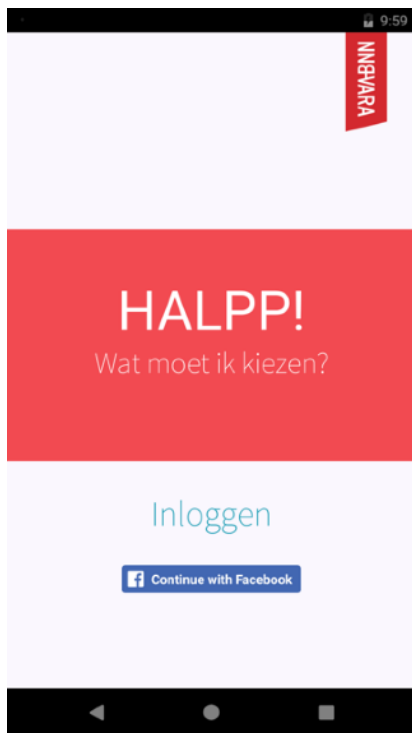 9:59
BNNVARA
HALPP!
Wat moet ik kiezen?
Inloggen
Continue with Facebook